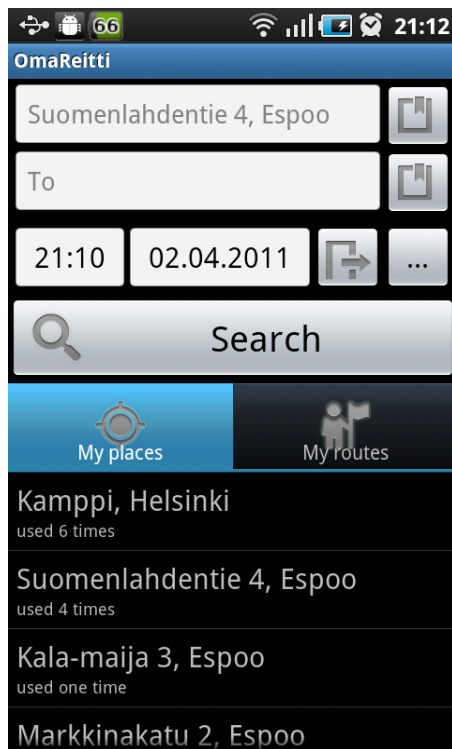 66
21:12
OmaReitti
Suomenlahdentie 4, Espoo
To
21:10
02.04.2011
...
Search
My places
My routes
Kamppi, Helsinki
used 6 times
Suomenlahdentie 4, Espoo
used 4 times
Kala-maija 3, Espoo
used one time
Markkinakatu 2, Espoo